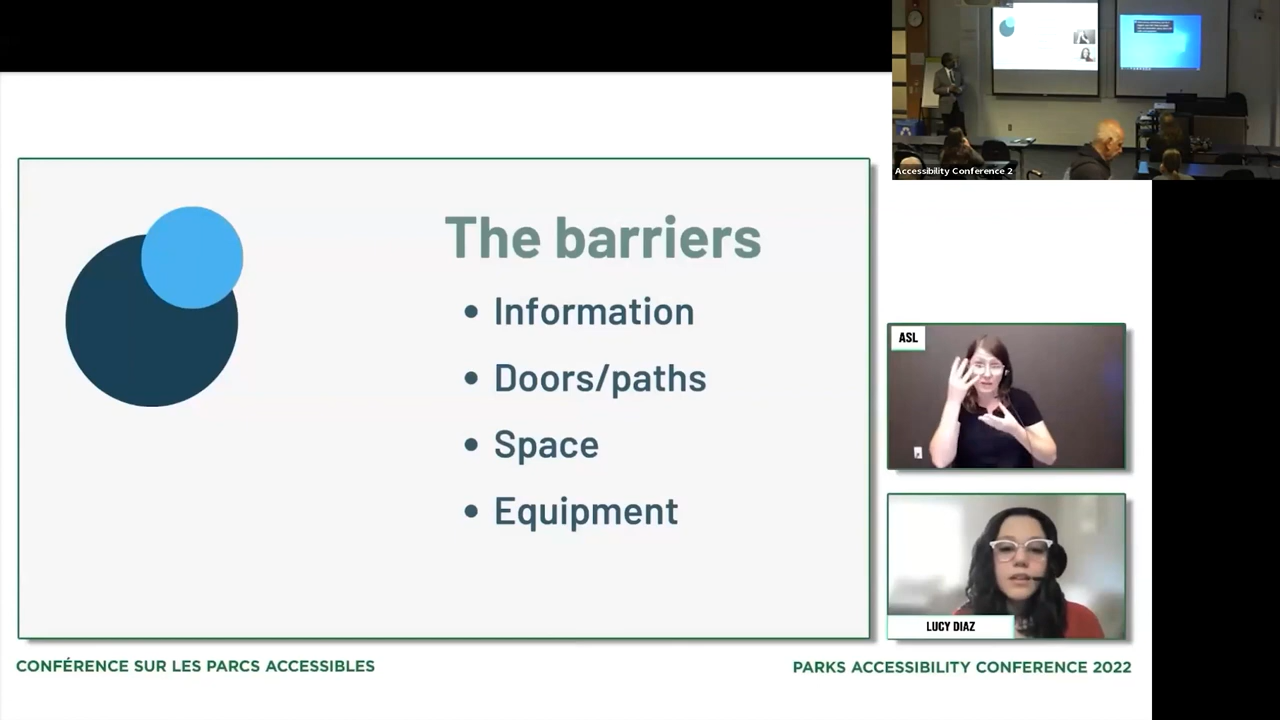 Accessibility Conference 2
The barriers
• Information
• Doors/paths
• Space
• Equipment
ASL
LUCY DIAZ
CONFÉRENCE SUR LES PARCS ACCESSIBLES
PARKS ACCESSIBILITY CONFERENCE 2022